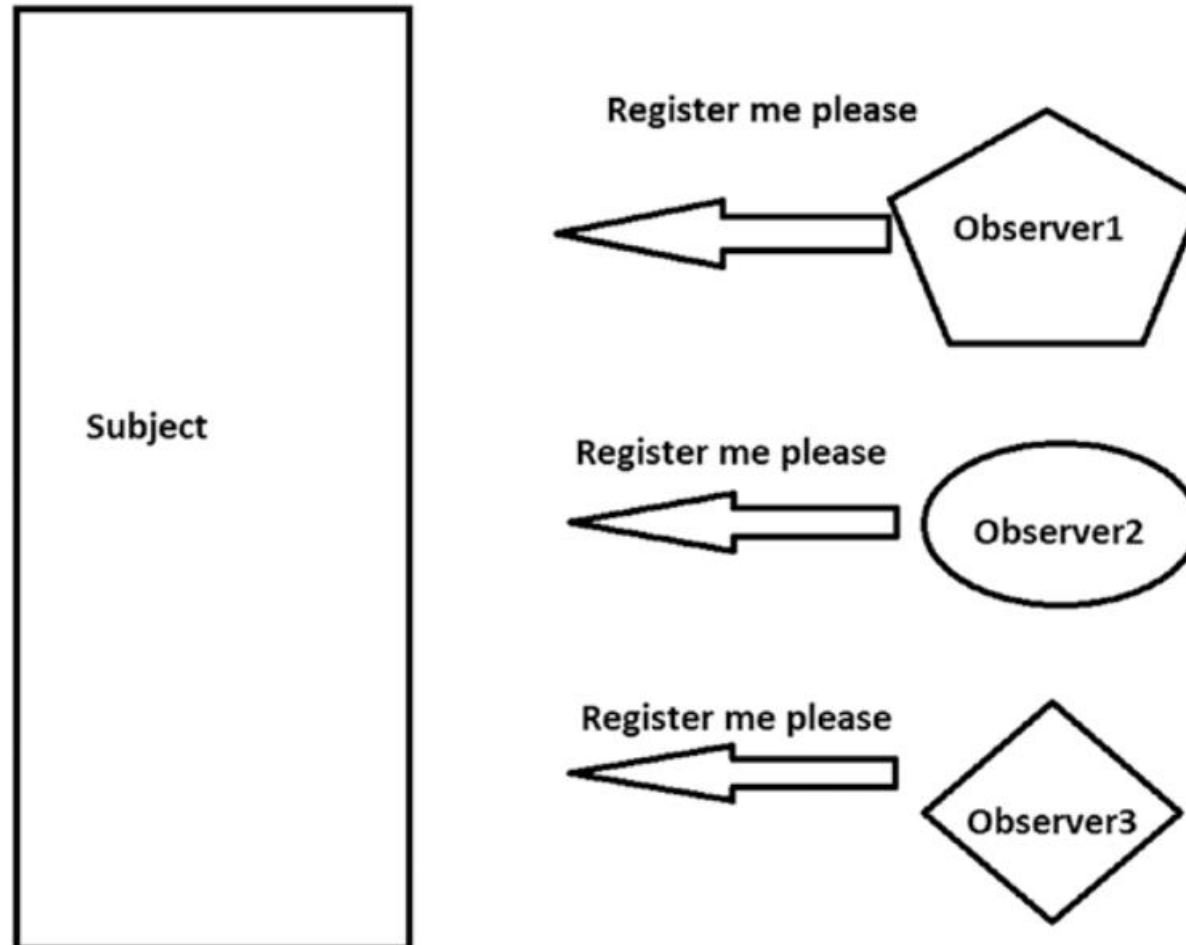 Register me please
Observer1
Subject
Register me please
Observer2
Register me please
Observer3